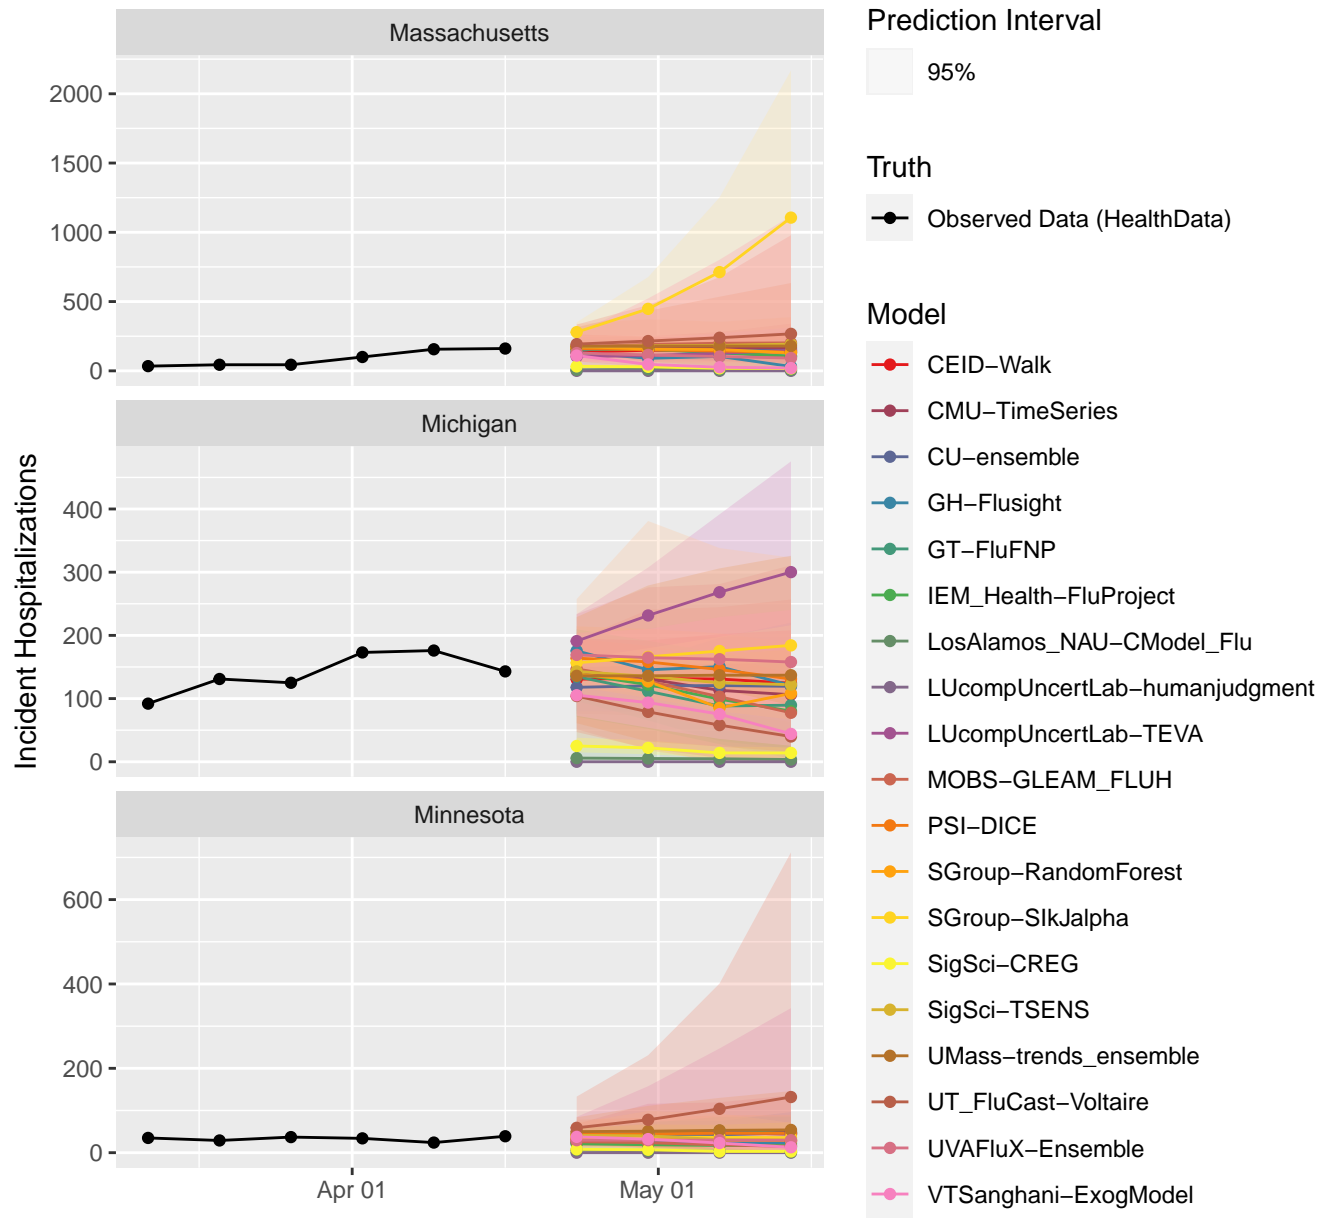 Massachusetts
2000
1500
1000
500
0
Michigan
400
300
200
100
0
Minnesota
600
400
200
0
Apr 01
May 01
Incident Hospitalizations
Prediction Interval
95%
Truth
Observed Data (HealthData)
Model
CEID−Walk
CMU−TimeSeries
CU−ensemble
GH−Flusight
GT−FluFNP
IEM_Health−FluProject
LosAlamos_NAU−CModel_Flu
LUcompUncertLab−humanjudgment
LUcompUncertLab−TEVA
MOBS−GLEAM_FLUH
PSI−DICE
SGroup−RandomForest
SGroup−SIkJalpha
SigSci−CREG
SigSci−TSENS
UMass−trends_ensemble
UT_FluCast−Voltaire
UVAFluX−Ensemble
VTSanghani−ExogModel